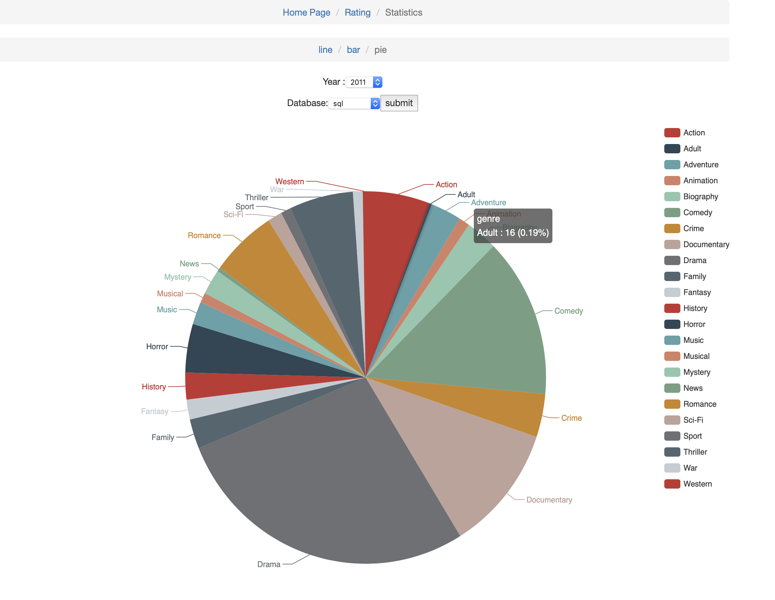 Home Page / Rating / Statistics
line / bar / pie
Year : 2011
Database: sql submit
Western
War
Thriller
Sport
Sci-Fi
Romance
News
Mystery
Musical
Music
Horror
History
Fantasy
Family
Drama
Action
Adult
Adventure
Animation
genre
Adult : 16 (0.19%)
Comedy
Crime
Documentary
Action
Adult
Adventure
Animation
Biography
Comedy
Crime
Documentary
Drama
Family
Fantasy
History
Horror
Music
Musical
Mystery
News
Romance
Sci-Fi
Sport
Thriller
War
Western